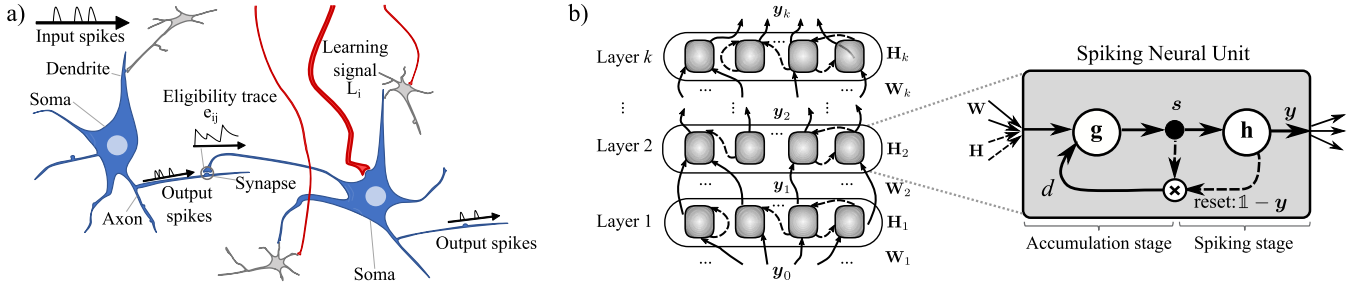 a)
Input spikes
Dendrite
Soma
Eligibility trace
e_ij
Output
spikes
Synapse
Axon
Learning
signal
L_i
Soma
Output spikes
b)
y_k
...
Layer k
H_k
...
W_k
⋮
⋮
⋮
y_2
...
Layer 2
H_2
...
y_1
...
W_2
...
Layer 1
H_1
...
y_0
...
W_1
Spiking Neural Unit
W
H
g
s
h
y
d
×
reset: 𝟙 − y
Accumulation stage
Spiking stage